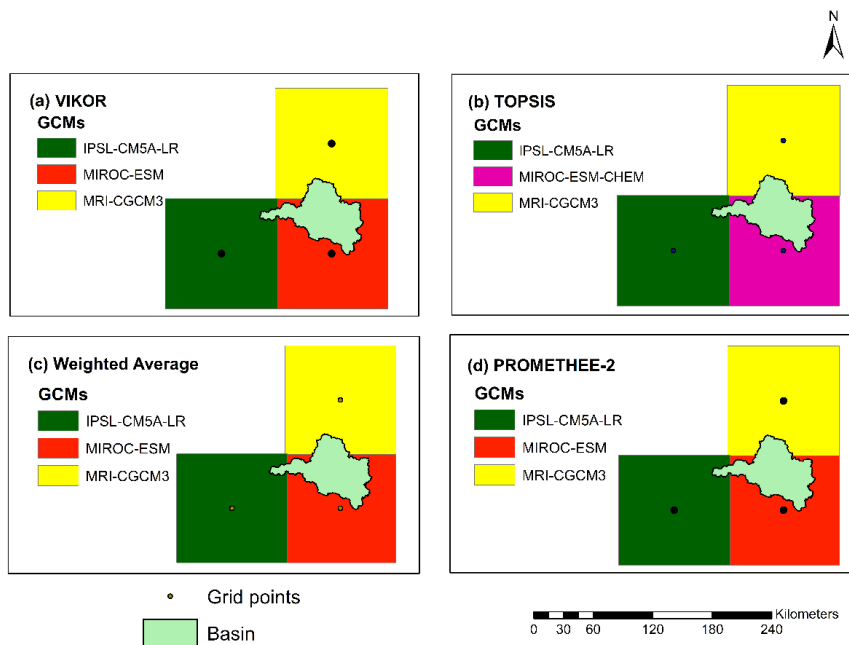 N
(a) VIKOR
GCMs
IPSL-CM5A-LR
MIROC-ESM
MRI-CGCM3
(b) TOPSIS
GCMs
IPSL-CM5A-LR
MIROC-ESM-CHEM
MRI-CGCM3
(c) Weighted Average
GCMs
IPSL-CM5A-LR
MIROC-ESM
MRI-CGCM3
(d) PROMETHEE-2
GCMs
IPSL-CM5A-LR
MIROC-ESM
MRI-CGCM3
Grid points
Basin
Kilometers
0 15 30 60 120 180 240